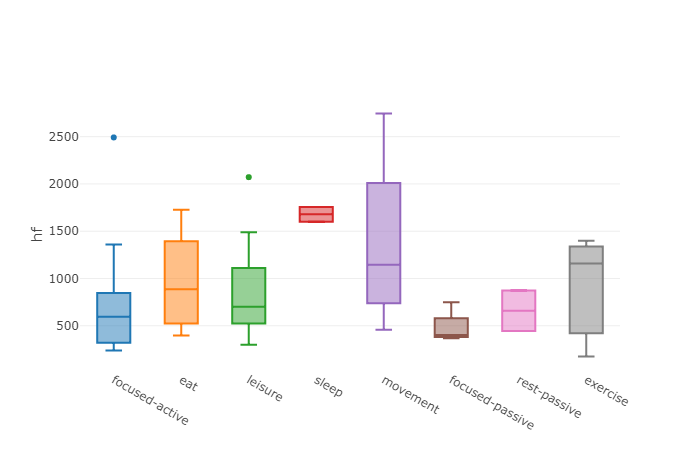 2500
2000
1500
1000
500
hf
focused-active
eat
leisure
sleep
movement
focused-passive
rest-passive
exercise